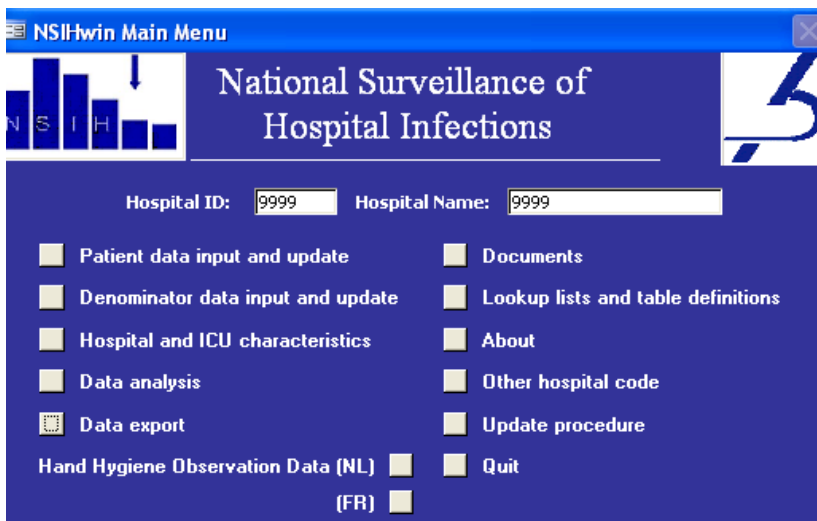 NSIHwin Main Menu
National Surveillance of
Hospital Infections
N S I H
Hospital ID: 9999 Hospital Name: 9999
Patient data input and update
Denominator data input and update
Hospital and ICU characteristics
Data analysis
Data export
Hand Hygiene Observation Data (NL)
(FR)
Documents
Lookup lists and table definitions
About
Other hospital code
Update procedure
Quit